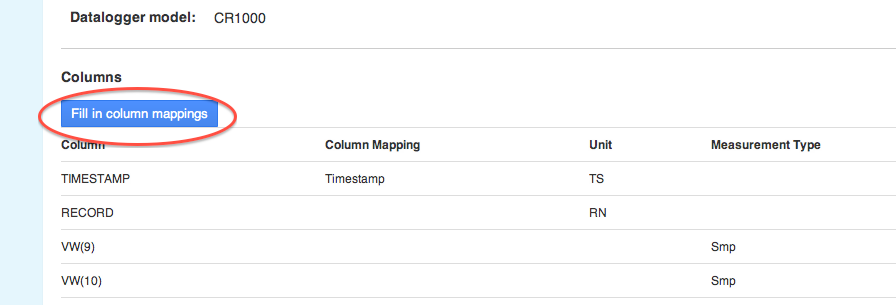 Datalogger model: CR1000
Columns
Fill in column mappings
Column Column Mapping Unit Measurement Type
TIMESTAMP Timestamp TS
RECORD RN
VW(9) Smp
VW(10) Smp